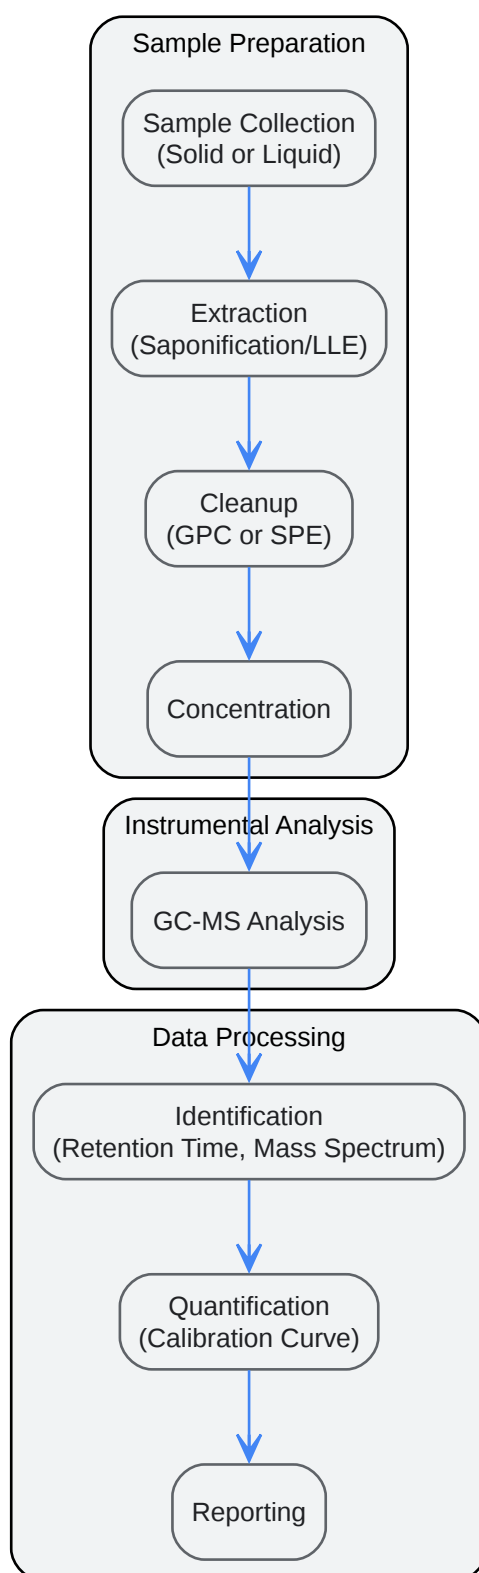 Sample Preparation
Sample Collection
(Solid or Liquid)
Extraction
(Saponification/LLE)
Cleanup
(GPC or SPE)
Concentration
Instrumental Analysis
GC-MS Analysis
Data Processing
Identification
(Retention Time, Mass Spectrum)
Quantification
(Calibration Curve)
Reporting